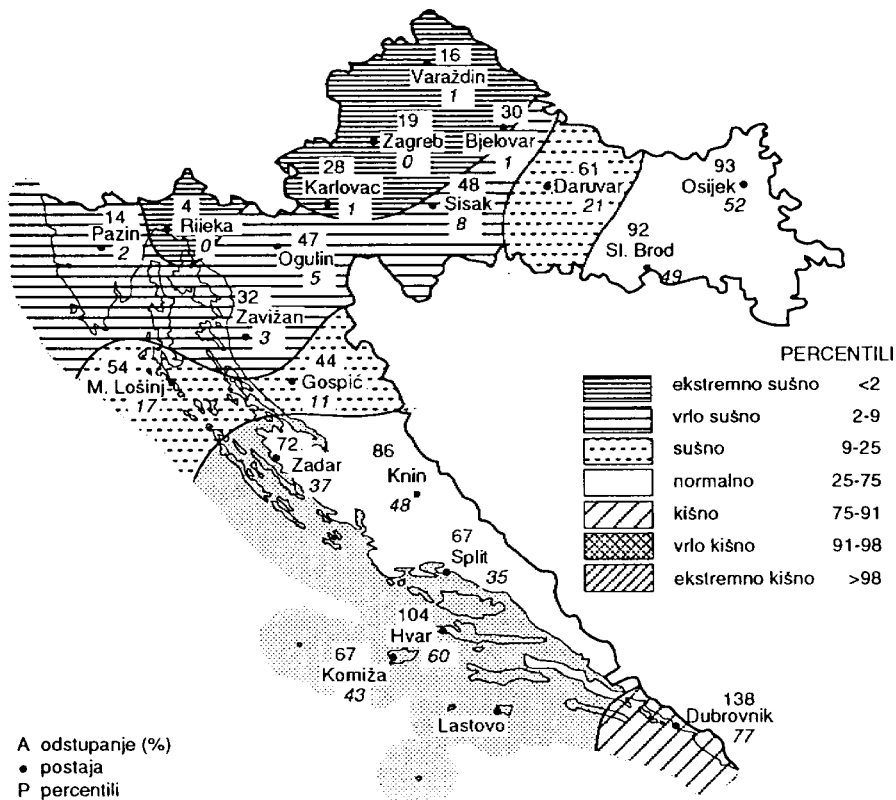 16
Varaždin
1
19
Zagreb
0
30
Bjelovar
1
28
Karlovac
1
48
Sisak
8
61
Daruvar
21
93
Osijek
52
92
Sl. Brod
49
14
Pazin
2
4
Rijeka
0
47
Ogulin
5
32
Zavižan
3
54
M. Lošinj
17
44
Gospić
11
72
Zadar
37
86
Knin
48
67
Split
35
104
Hvar
60
67
Komiža
43
Lastovo
138
Dubrovnik
77
PERCENTILI
ekstremno sušno <2
vrlo sušno 2-9
sušno 9-25
normalno 25-75
kišno 75-91
vrlo kišno 91-98
ekstremno kišno >98
A odstupanje (%)
• postaja
P percentili